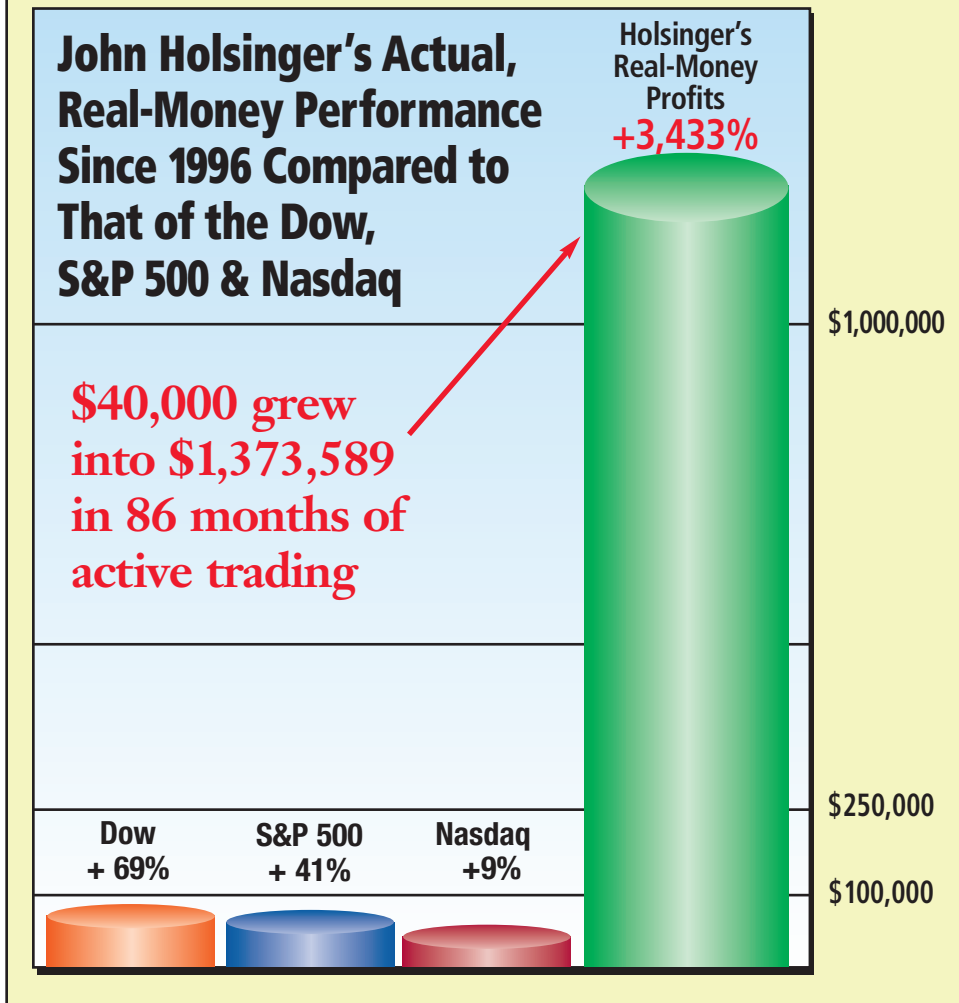 John Holsinger’s Actual,
Real-Money Performance
Since 1996 Compared to
That of the Dow,
S&P 500 & Nasdaq
Holsinger’s
Real-Money
Profits
+3,433%
$1,000,000
$40,000 grew
into $1,373,589
in 86 months of
active trading
$250,000
Dow
+ 69%
S&P 500
+ 41%
Nasdaq
+9%
$100,000